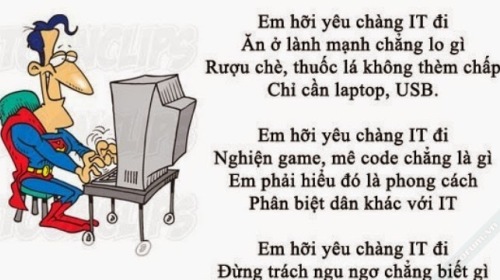 Em hỡi yêu chàng IT đi
Ăn ở lành mạnh chẳng lo gì
Rượu chè, thuốc lá không thèm chấp
Chỉ cần laptop, USB.
Em hỡi yêu chàng IT đi
Nghiện game, mê code chẳng là gì
Em phải hiểu đó là phong cách
Phân biệt dân khác với IT
Em hỡi yêu chàng IT đi
Đừng trách ngu ngơ chẳng biết gì